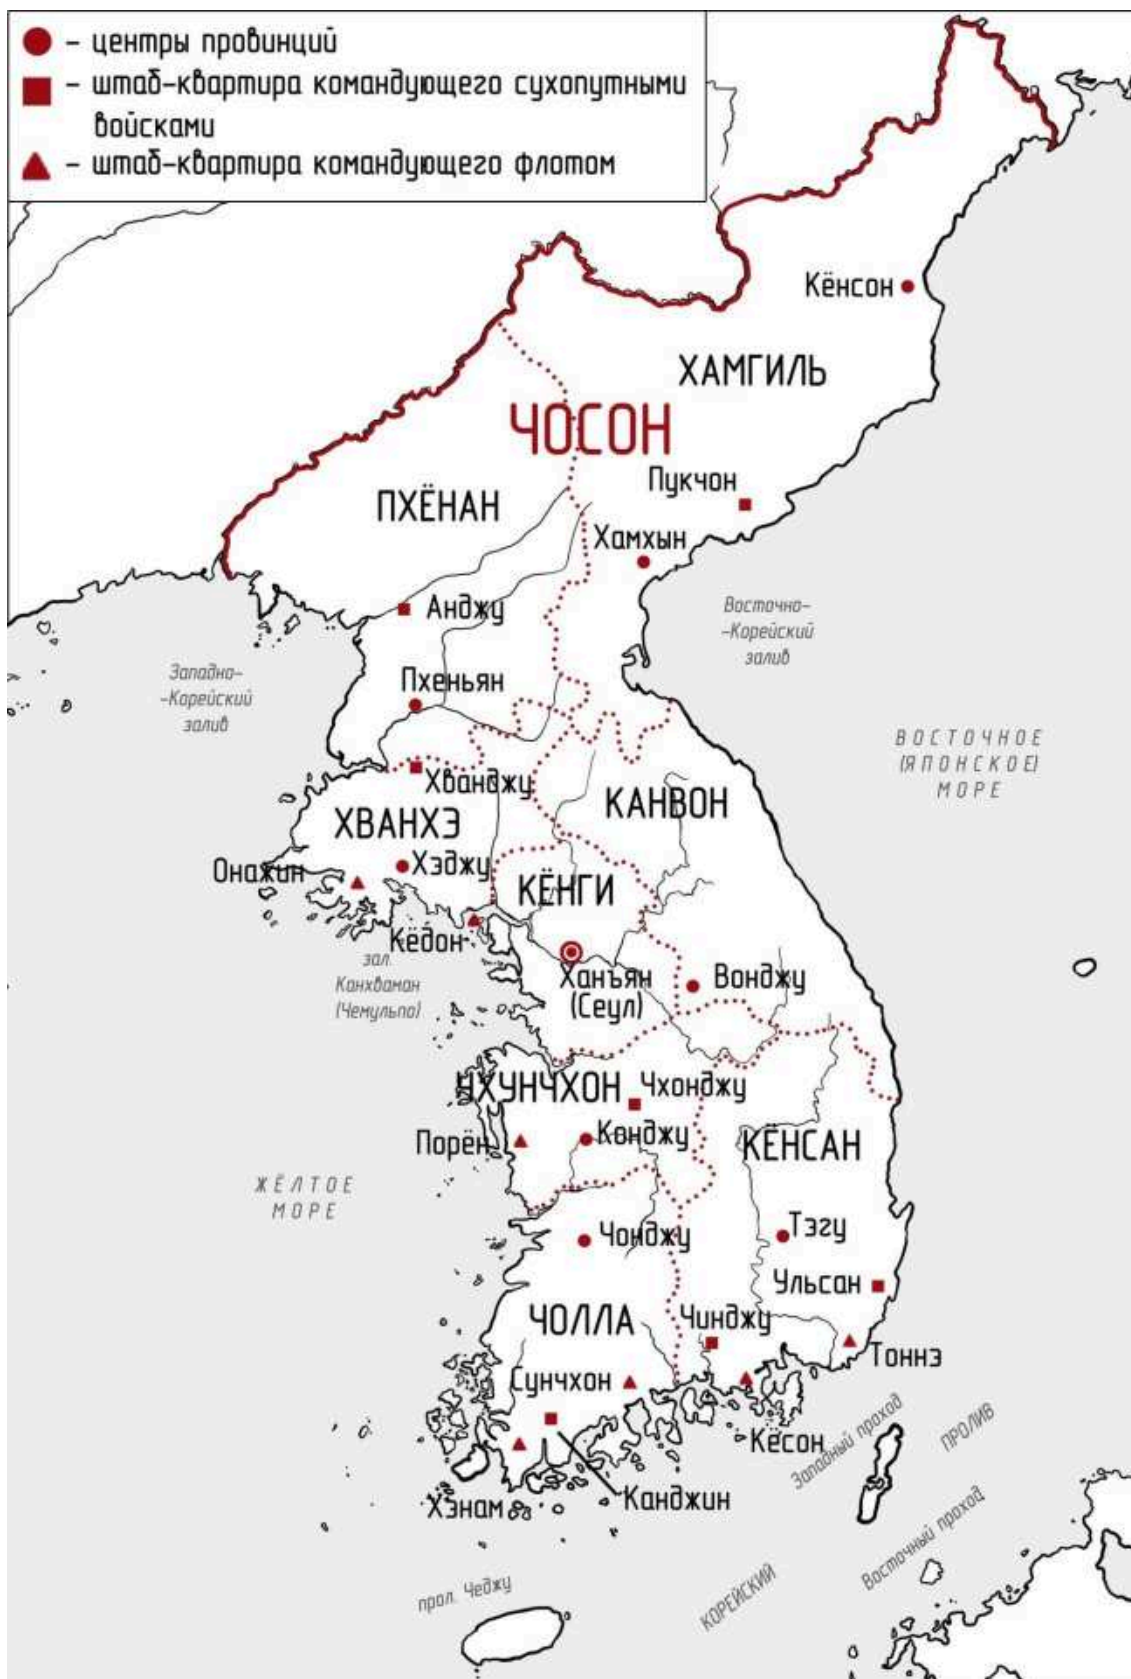 – центры провинций
– штаб-квартира командующего сухопутными
войсками
– штаб-квартира командующего флотом
Кёнсон
ХАМГИЛЬ
ЧОСОН
Пукчон
ПХЁНАН
Хамхын
Анджу
Восточно-
-Корейский
залив
Западно-
-Корейский
залив
Пхеньян
ВОСТОЧНОЕ
(ЯПОНСКОЕ)
МОРЕ
Хванджу
КАНВОН
ХВАНХЭ
Хэджу
Онажин
КЁНГИ
Кёдон
зал.
Канхваман
(Чемульпо)
Ханъян
(Сеул)
Вонджу
ЧХУНЧХОН
Чхонджу
Порён
Конджу
КЁНСАН
ЖЁЛТОЕ
МОРЕ
Чонджу
Тэгу
Ульсан
ЧОЛЛА
Чинджу
Тоннэ
Сунчхон
Кёсон
Западный проход
ПРОЛИВ
Хэнам
Канджин
Восточный проход
прол. Чеджу
КОРЕЙСКИЙ